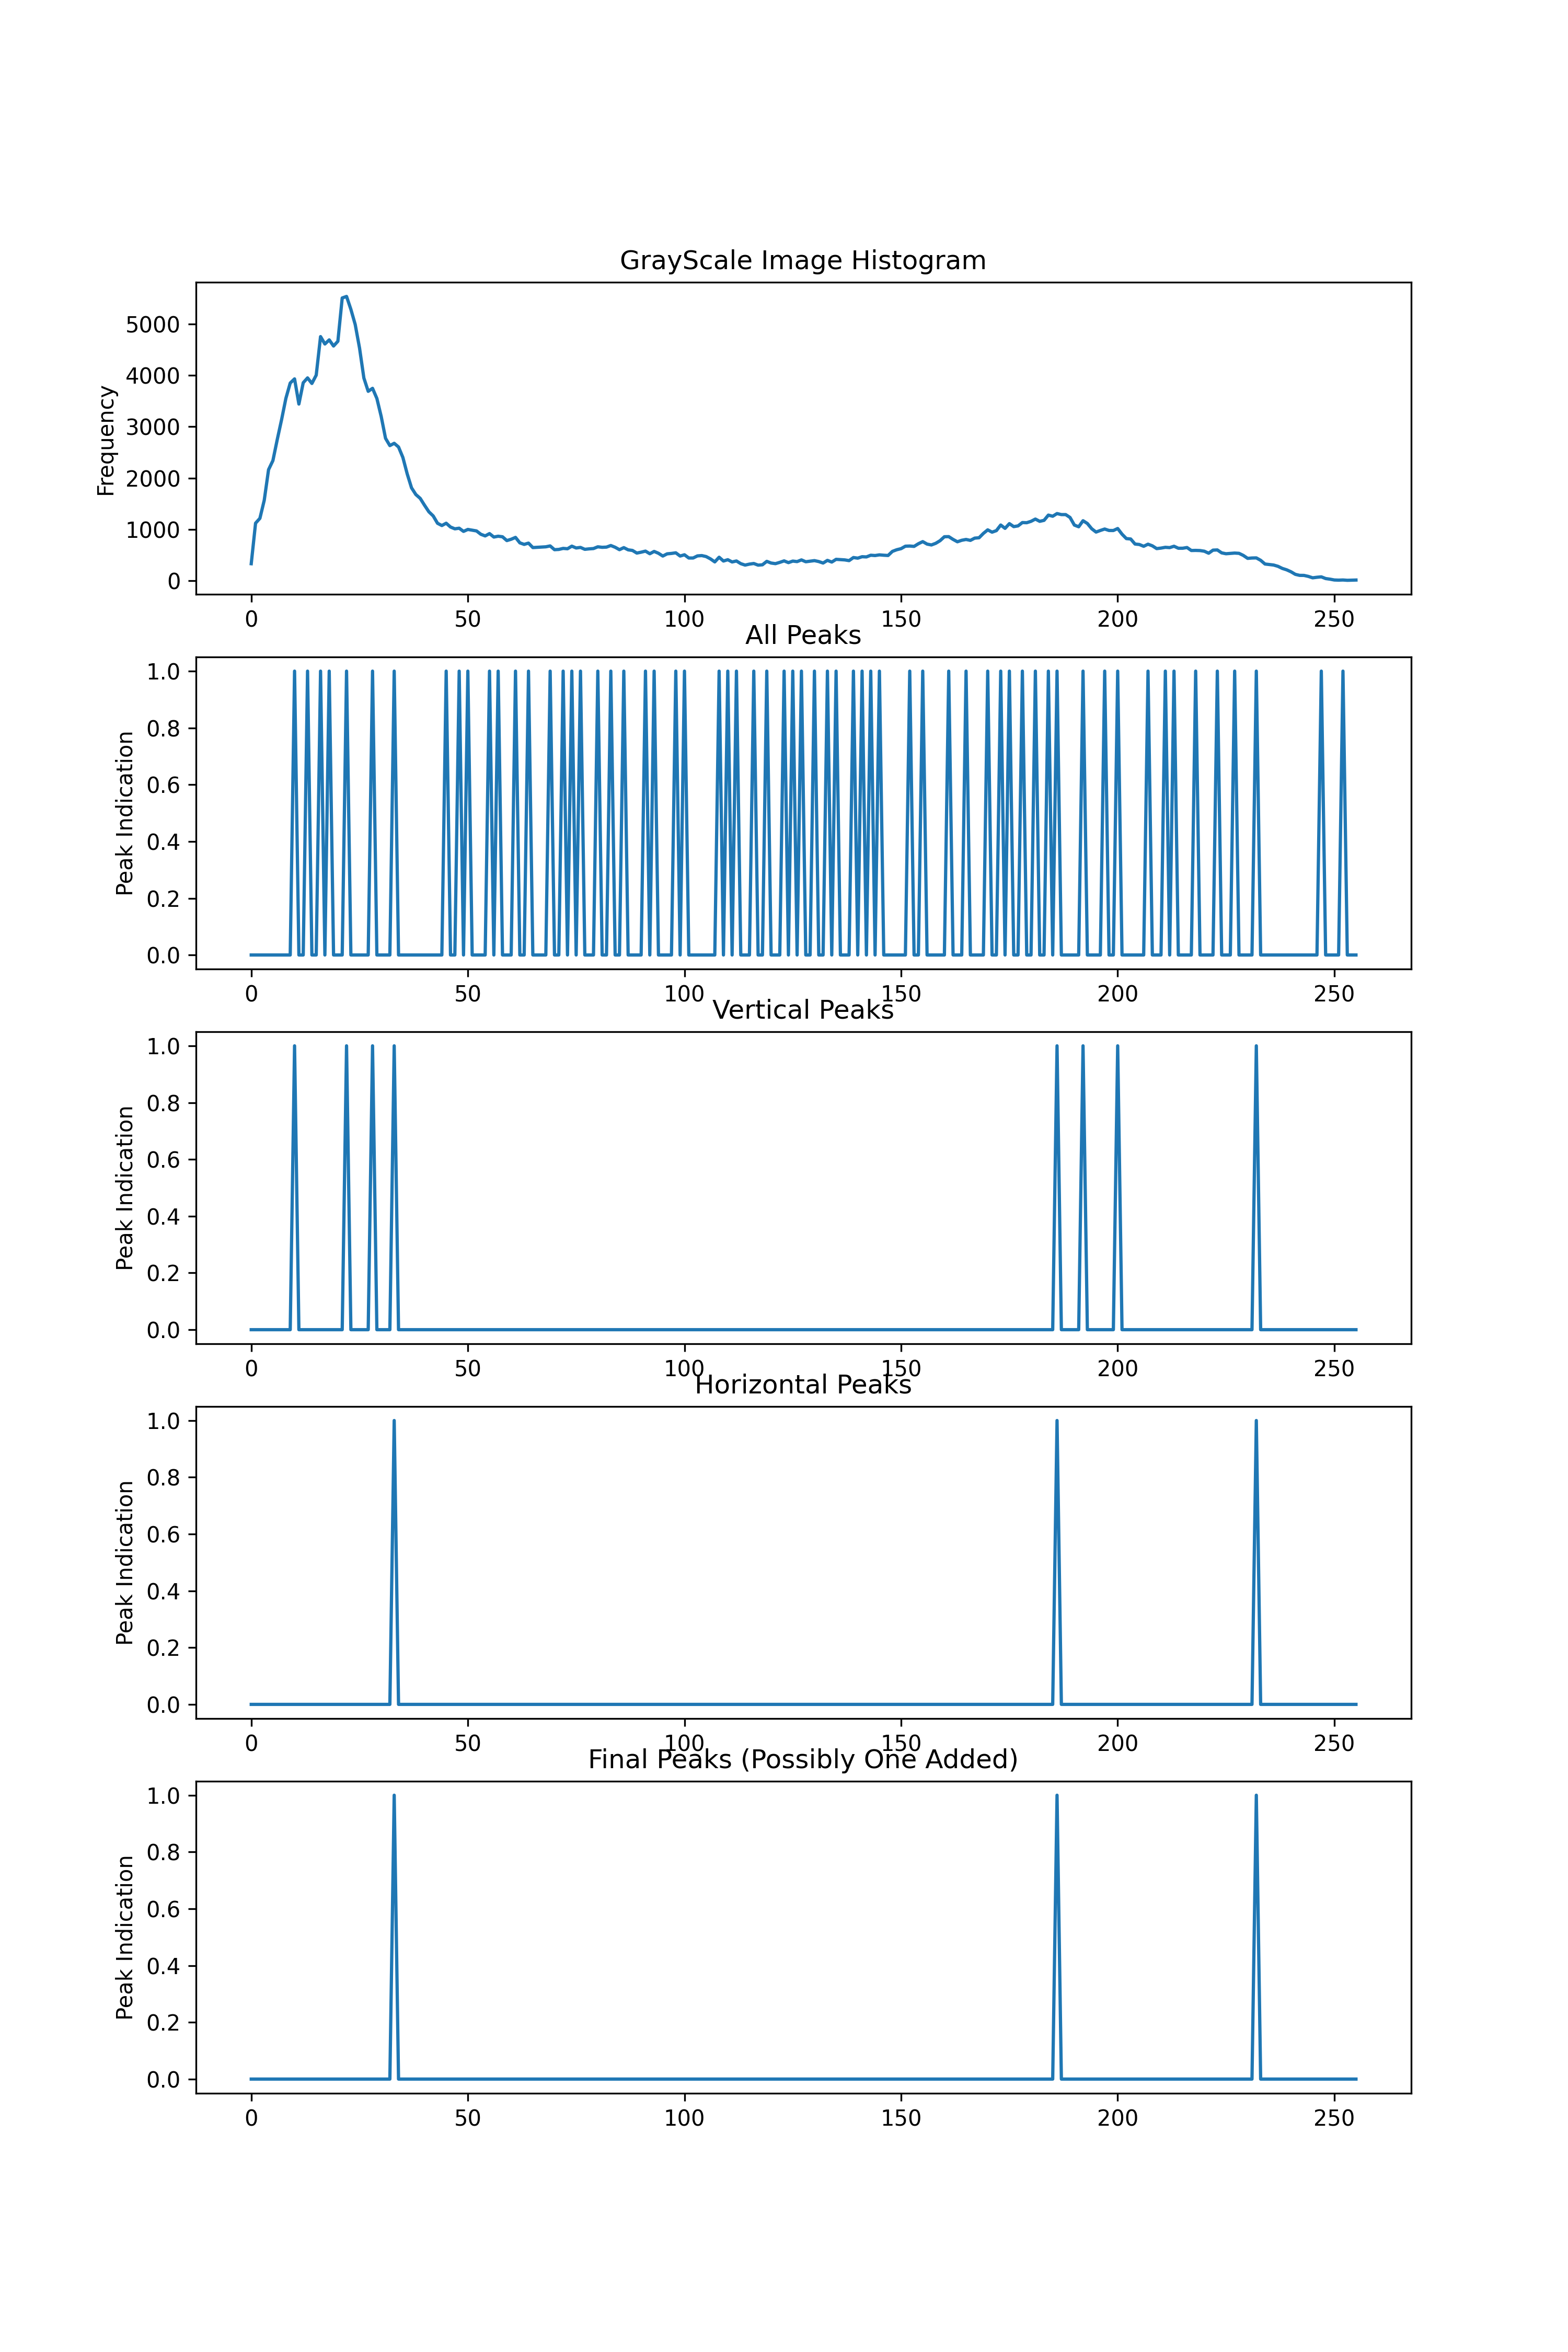 GrayScale Image Histogram
5000
4000
3000
2000
1000
0
Frequency
0 50 100 150 200 250
All Peaks
1.0
0.8
0.6
0.4
0.2
0.0
Peak Indication
0 50 100 150 200 250
Vertical Peaks
1.0
0.8
0.6
0.4
0.2
0.0
Peak Indication
0 50 100 150 200 250
Horizontal Peaks
1.0
0.8
0.6
0.4
0.2
0.0
Peak Indication
0 50 100 150 200 250
Final Peaks (Possibly One Added)
1.0
0.8
0.6
0.4
0.2
0.0
Peak Indication
0 50 100 150 200 250